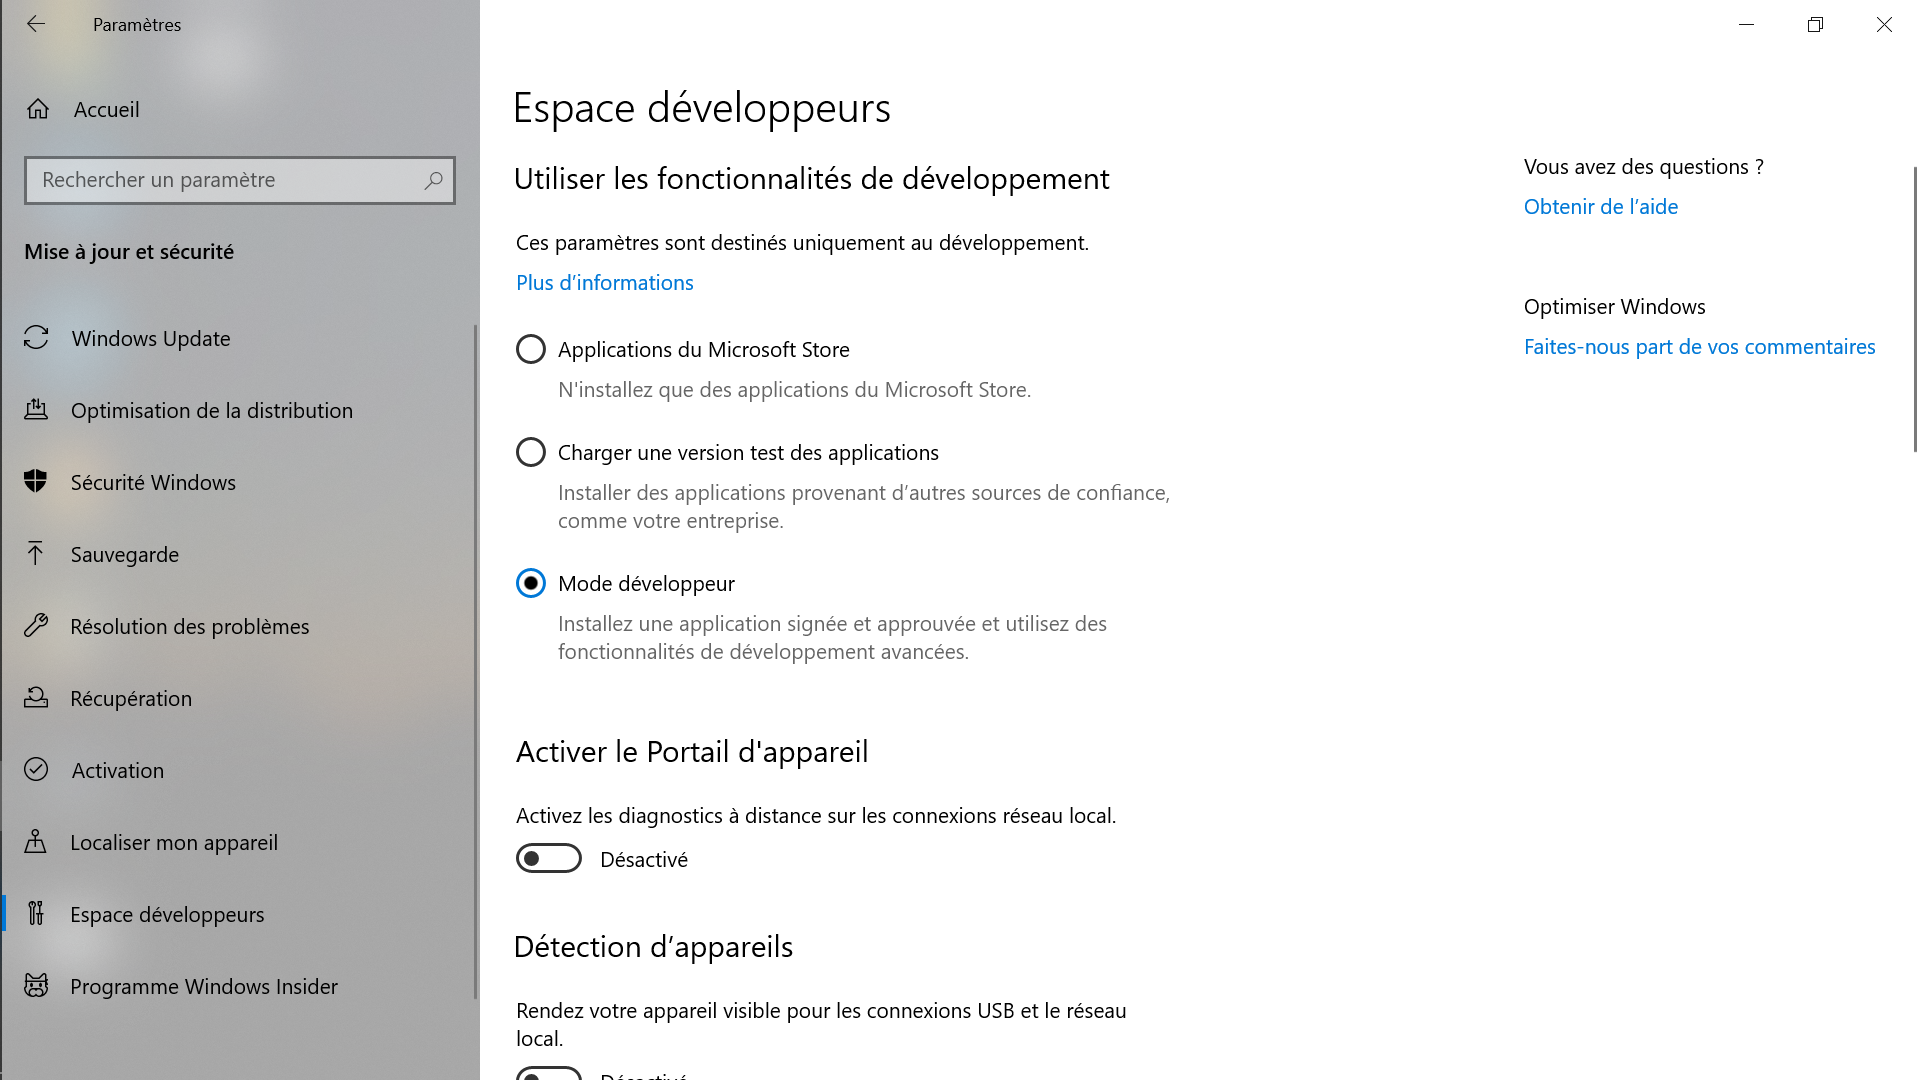 Paramètres
Accueil
Rechercher un paramètre
Mise à jour et sécurité
Windows Update
Optimisation de la distribution
Sécurité Windows
Sauvegarde
Résolution des problèmes
Récupération
Activation
Localiser mon appareil
Espace développeurs
Programme Windows Insider
Espace développeurs
Utiliser les fonctionnalités de développement
Ces paramètres sont destinés uniquement au développement.
Plus d’informations
Applications du Microsoft Store
N'installez que des applications du Microsoft Store.
Charger une version test des applications
Installer des applications provenant d’autres sources de confiance,
comme votre entreprise.
Mode développeur
Installez une application signée et approuvée et utilisez des
fonctionnalités de développement avancées.
Activer le Portail d'appareil
Activez les diagnostics à distance sur les connexions réseau local.
Désactivé
Détection d’appareils
Rendez votre appareil visible pour les connexions USB et le réseau
local.
Désactivé
Vous avez des questions ?
Obtenir de l’aide
Optimiser Windows
Faites-nous part de vos commentaires